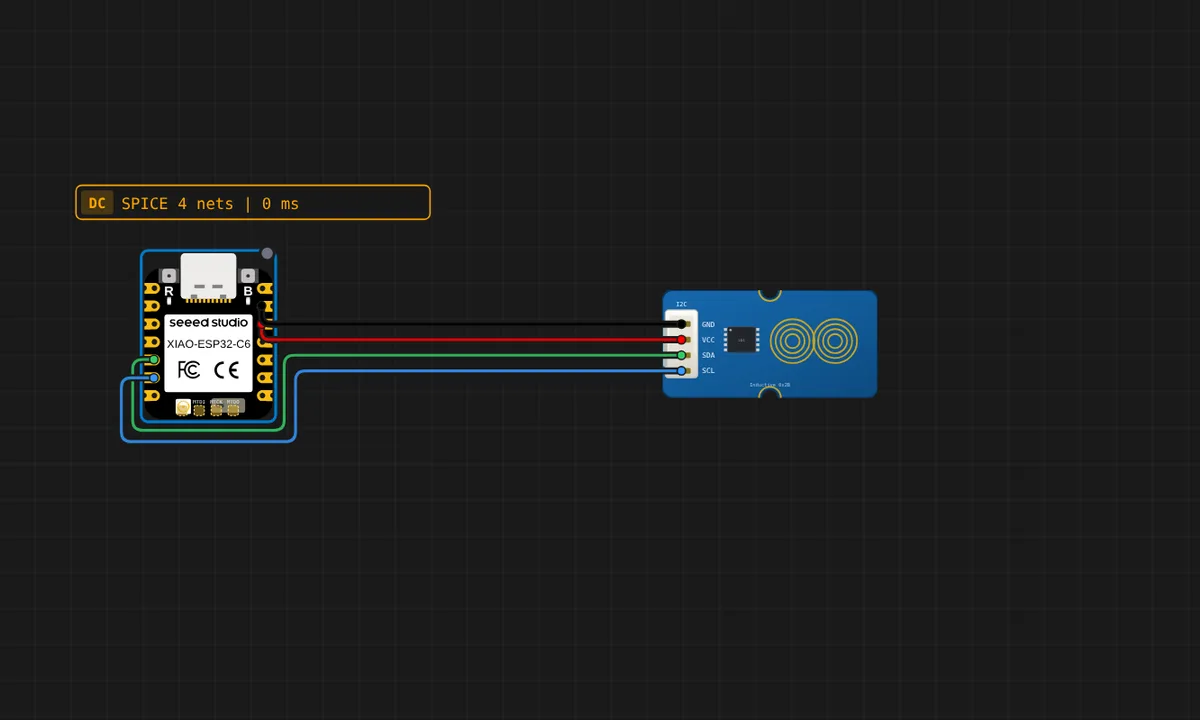 DC SPICE 4 nets | 0 ms
R B
seeed studio
XIAO-ESP32-C6
FC CE
I2C
GND
VCC
SDA
SCL